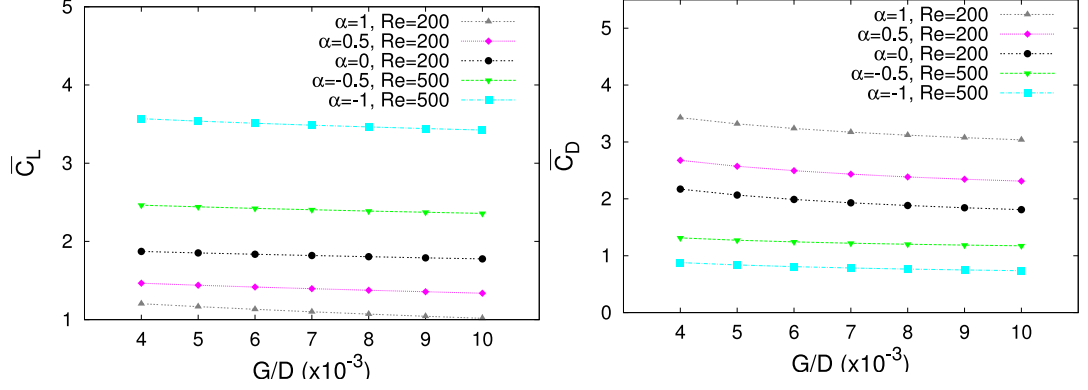 5
4
3
2
1
C̅_L
α=1, Re=200
α=0.5, Re=200
α=0, Re=200
α=-0.5, Re=500
α=-1, Re=500
4 5 6 7 8 9 10
G/D (x10⁻³)
5
4
3
2
1
0
C̅_D
α=1, Re=200
α=0.5, Re=200
α=0, Re=200
α=-0.5, Re=500
α=-1, Re=500
4 5 6 7 8 9 10
G/D (x10⁻³)